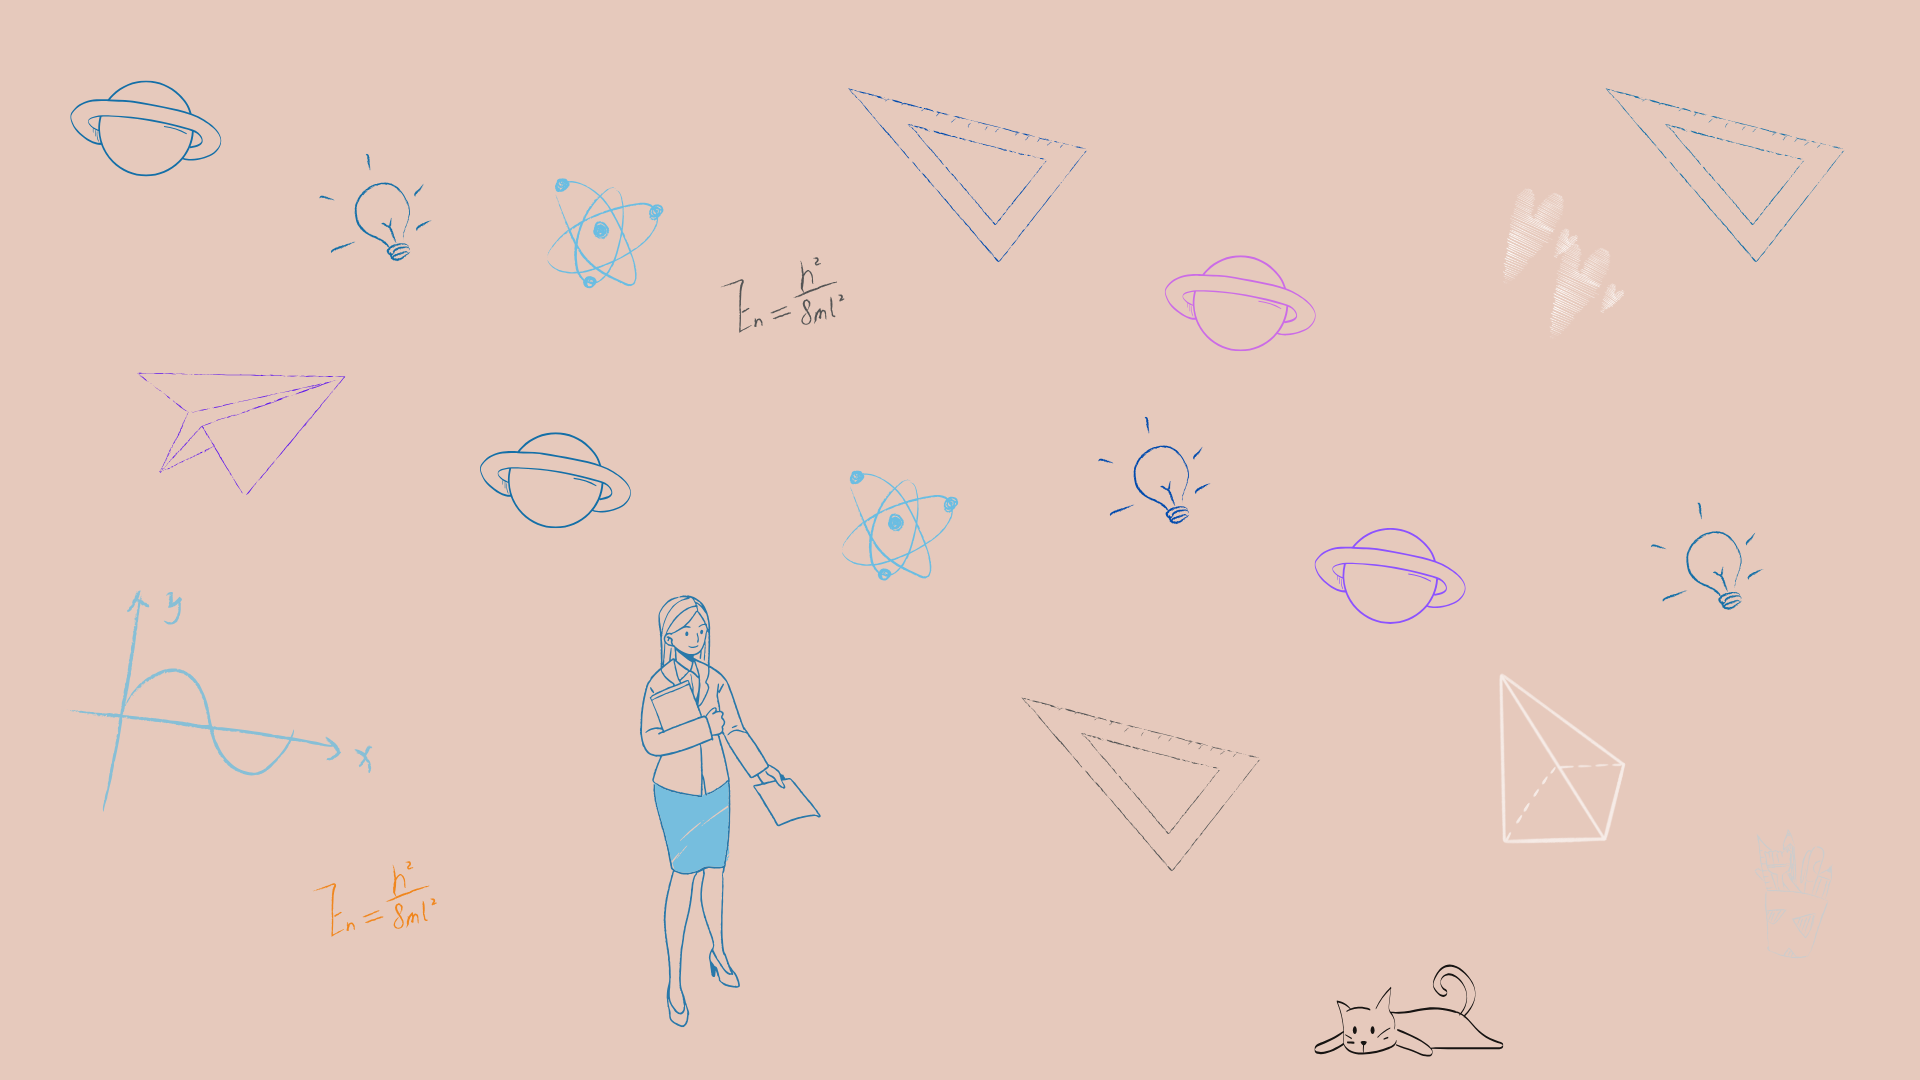 En = h²/8ml²
y
x
En = h²/8ml²